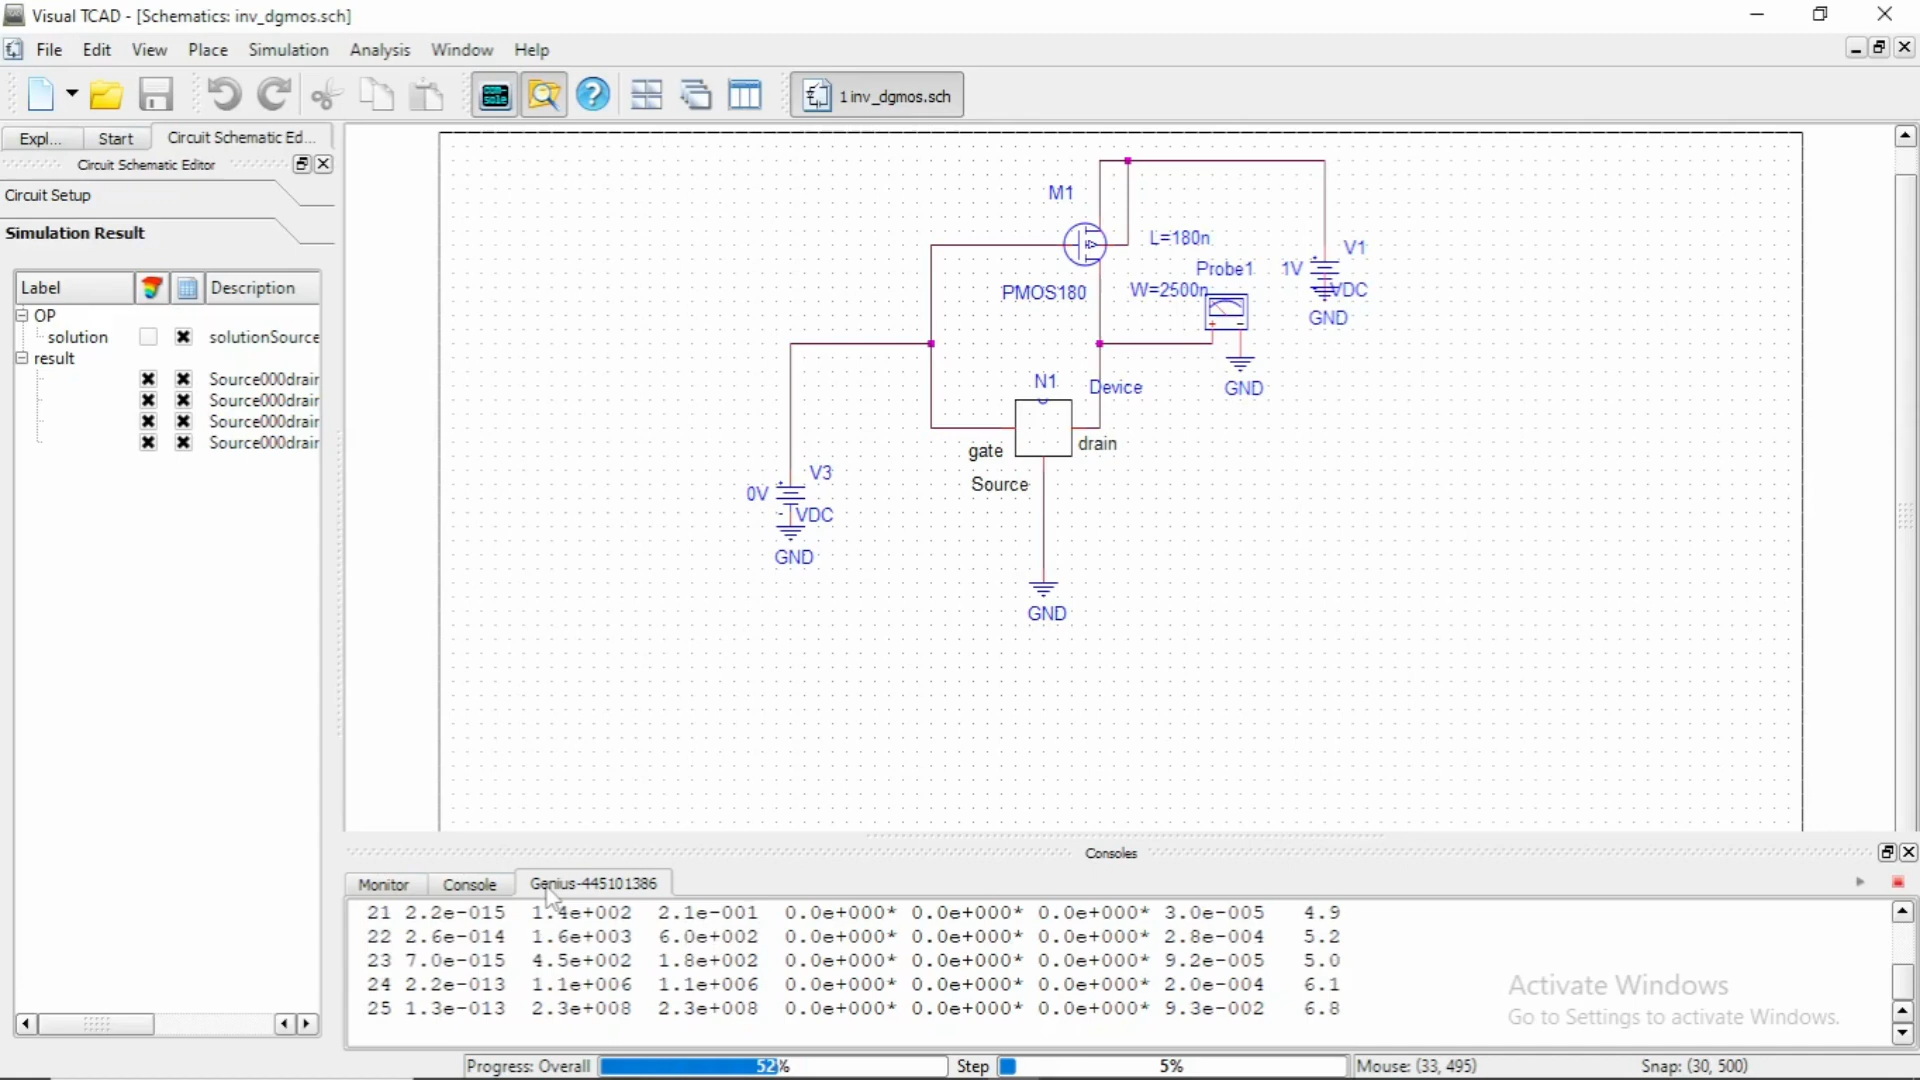 Visual TCAD - [Schematics: inv_dgmos.sch]
File Edit View Place Simulation Analysis Window Help
1 inv_dgmos.sch
Expl... Start Circuit Schematic Ed...
Circuit Schematic Editor
Circuit Setup
Simulation Result
Label Description
OP
solution solutionSource
result
Source000drain
Source000drain
Source000drain
Source000drain
M1
L=180n
V1
Probe1 1V
PMOS180 W=2500n VDC
GND
N1 Device GND
gate drain
Source
V3
0V
VDC
GND
GND
Consoles
Monitor Console Genius-445101386
21 2.2e-015 1.4e+002 2.1e-001 0.0e+000* 0.0e+000* 0.0e+000* 3.0e-005 4.9
22 2.6e-014 1.6e+003 6.0e+002 0.0e+000* 0.0e+000* 0.0e+000* 2.8e-004 5.2
23 7.0e-015 4.5e+002 1.8e+002 0.0e+000* 0.0e+000* 0.0e+000* 9.2e-005 5.0
24 2.2e-013 1.1e+006 1.1e+006 0.0e+000* 0.0e+000* 0.0e+000* 2.0e-004 6.1
25 1.3e-013 2.3e+008 2.3e+008 0.0e+000* 0.0e+000* 0.0e+000* 9.3e-002 6.8
Activate Windows
Go to Settings to activate Windows.
Progress: Overall 52% Step 5% Mouse: (33, 495) Snap: (30, 500)